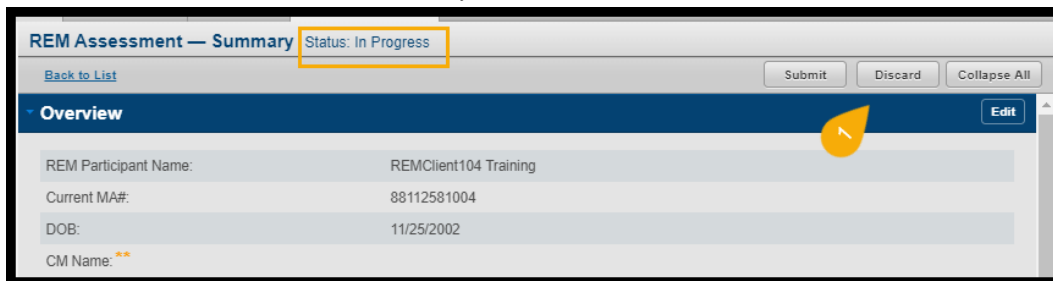 REM Assessment — Summary Status: In Progress
Back to List Submit Discard Collapse All
Overview Edit
REM Participant Name: REMClient104 Training
Current MA#: 88112581004
DOB: 11/25/2002
CM Name: **
1